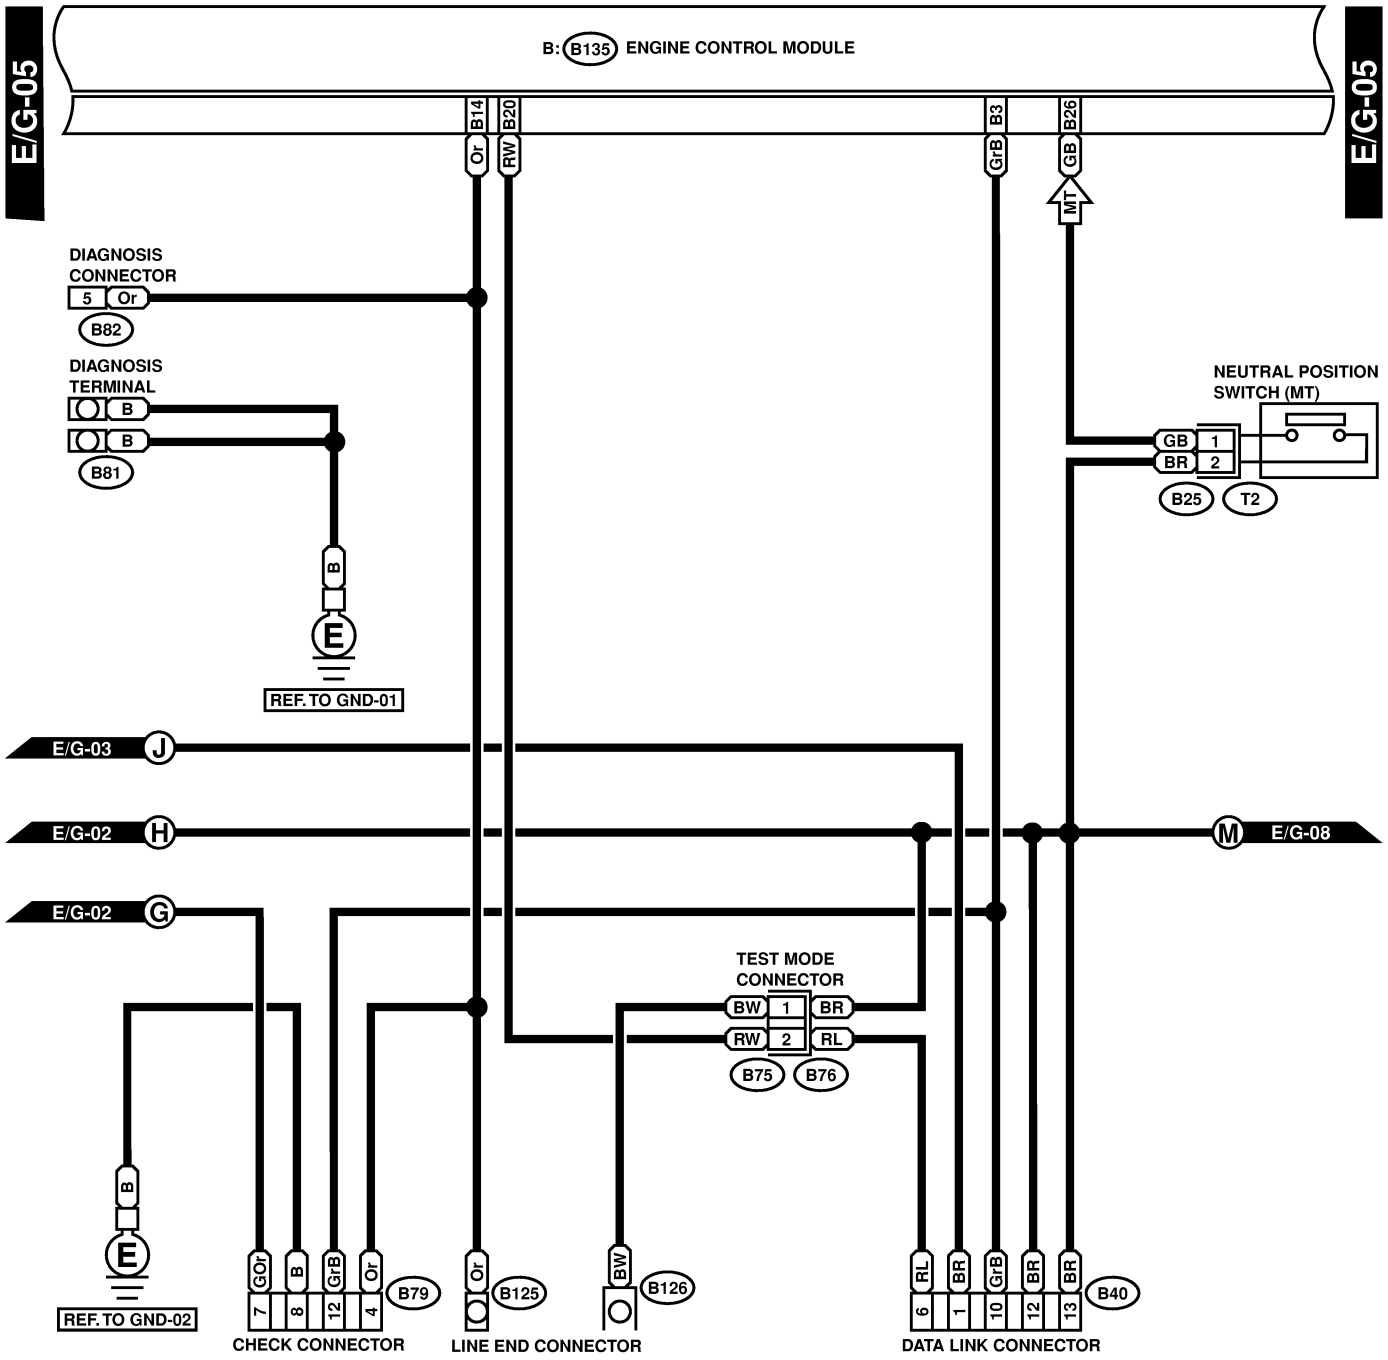 E/G-05
E/G-05
B: B135 ENGINE CONTROL MODULE
B14
B20
B3
B26
Or
RW
GrB
GB
MT
DIAGNOSIS
CONNECTOR
5 Or
B82
DIAGNOSIS
TERMINAL
B
B
B81
NEUTRAL POSITION
SWITCH (MT)
GB 1
BR 2
B25 T2
B
E
REF. TO GND-01
E/G-03 J
E/G-02 H
M E/G-08
E/G-02 G
TEST MODE
CONNECTOR
BW 1 BR
RW 2 RL
B75 B76
B
E
REF. TO GND-02
GOr
B
GrB
Or
7
8
12
4
B79
CHECK CONNECTOR
Or
B125
BW
B126
LINE END CONNECTOR
RL
BR
GrB
BR
BR
6
1
10
12
13
B40
DATA LINK CONNECTOR